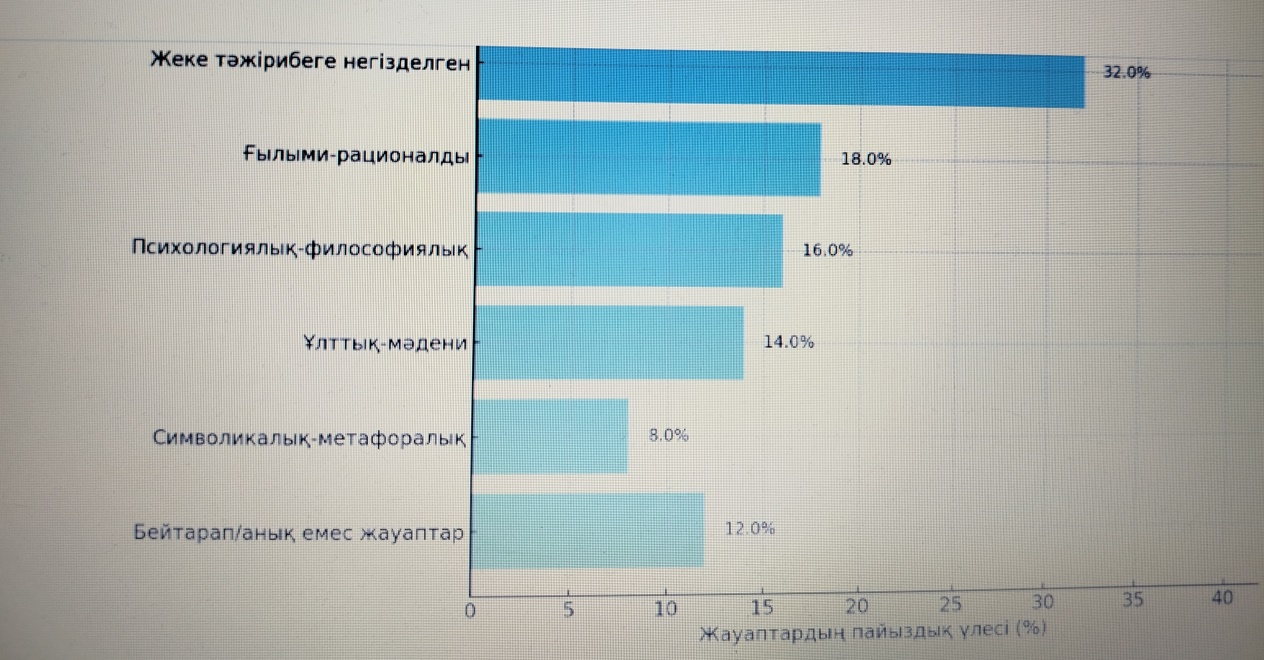 Жеке тәжірибеге негізделген
32.0%
Ғылыми-рационалды
18.0%
Психологиялық-философиялық
16.0%
Ұлттық-мәдени
14.0%
Символикалық-метафоралық
8.0%
Бейтарап/анық емес жауаптар
12.0%
0 5 10 15 20 25 30 35 40
Жауаптардың пайыздық үлесі (%)